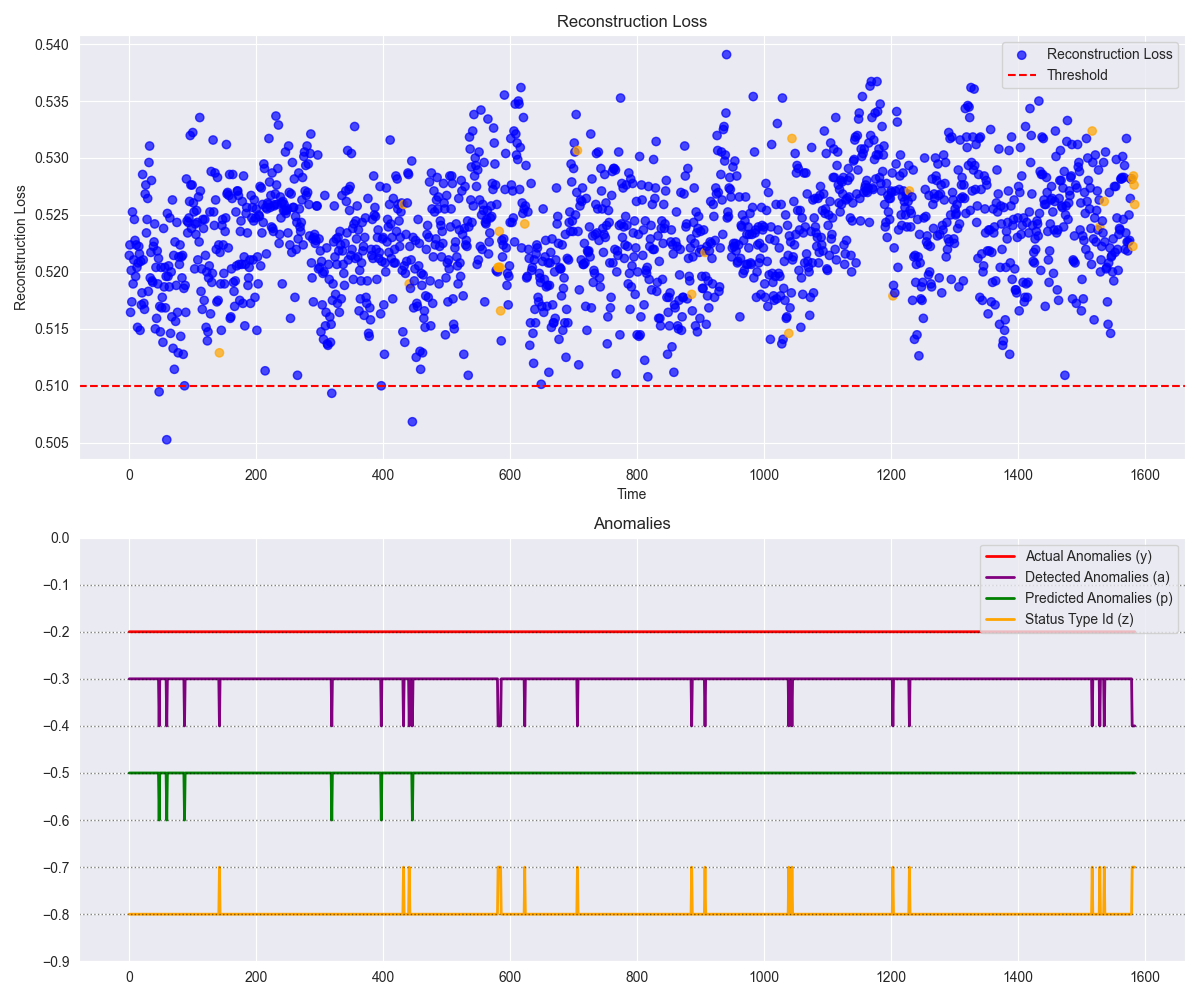 Reconstruction Loss
0.540
0.535
0.530
0.525
0.520
0.515
0.510
0.505
Reconstruction Loss
Reconstruction Loss
Threshold
0 200 400 600 800 1000 1200 1400 1600
Time
Anomalies
0.0
−0.1
−0.2
−0.3
−0.4
−0.5
−0.6
−0.7
−0.8
−0.9
Actual Anomalies (y)
Detected Anomalies (a)
Predicted Anomalies (p)
Status Type Id (z)
0 200 400 600 800 1000 1200 1400 1600